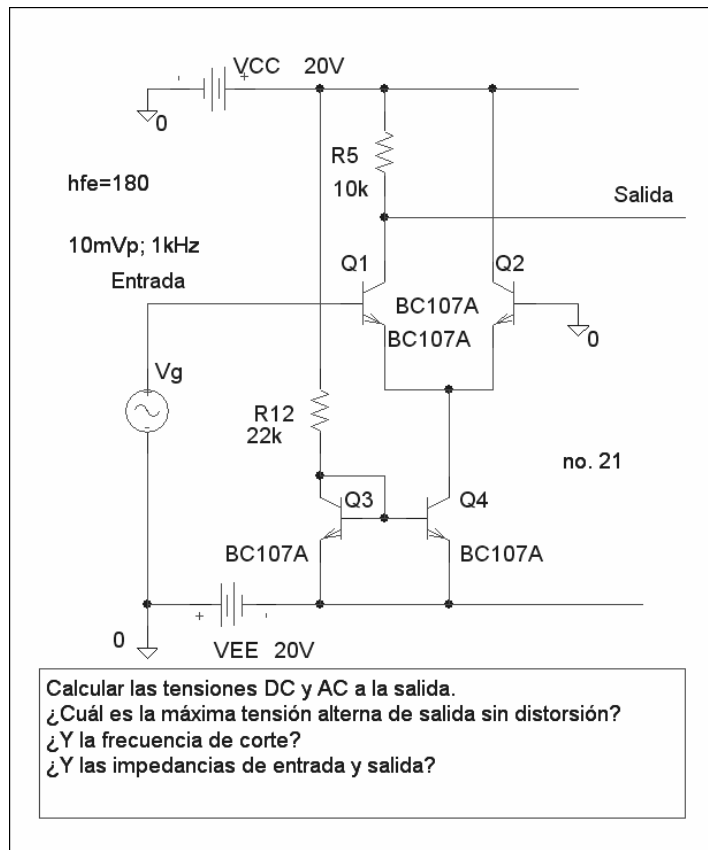 VCC 20V
0
R5
10k
hfe=180
Salida
10mVp; 1kHz
Entrada
Q1
Q2
BC107A
BC107A
0
Vg
R12
22k
no. 21
Q3
Q4
BC107A
BC107A
0
VEE 20V
Calcular las tensiones DC y AC a la salida.
¿Cuál es la máxima tensión alterna de salida sin distorsión?
¿Y la frecuencia de corte?
¿Y las impedancias de entrada y salida?